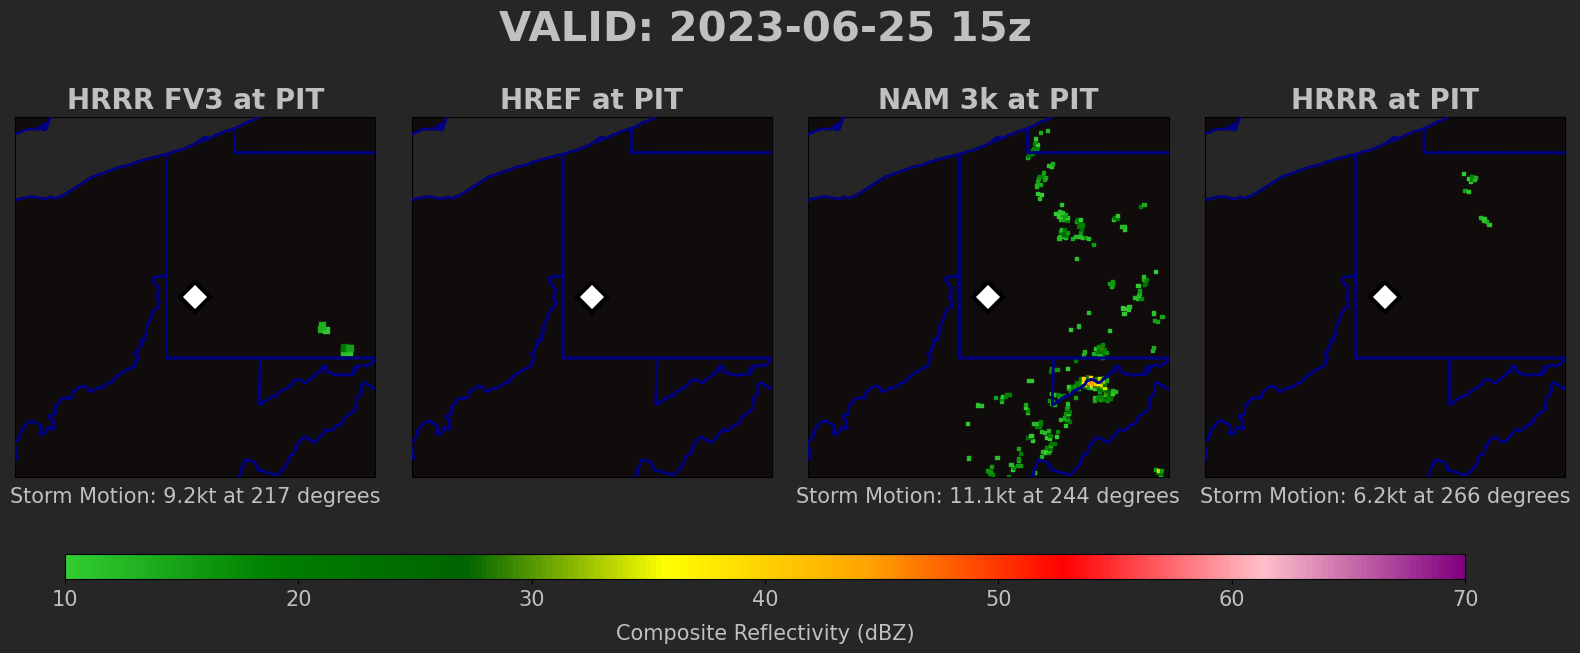 VALID: 2023-06-25 15z
HRRR FV3 at PIT
HREF at PIT
NAM 3k at PIT
HRRR at PIT
Storm Motion: 9.2kt at 217 degrees
Storm Motion: 11.1kt at 244 degrees
Storm Motion: 6.2kt at 266 degrees
10 20 30 40 50 60 70
Composite Reflectivity (dBZ)